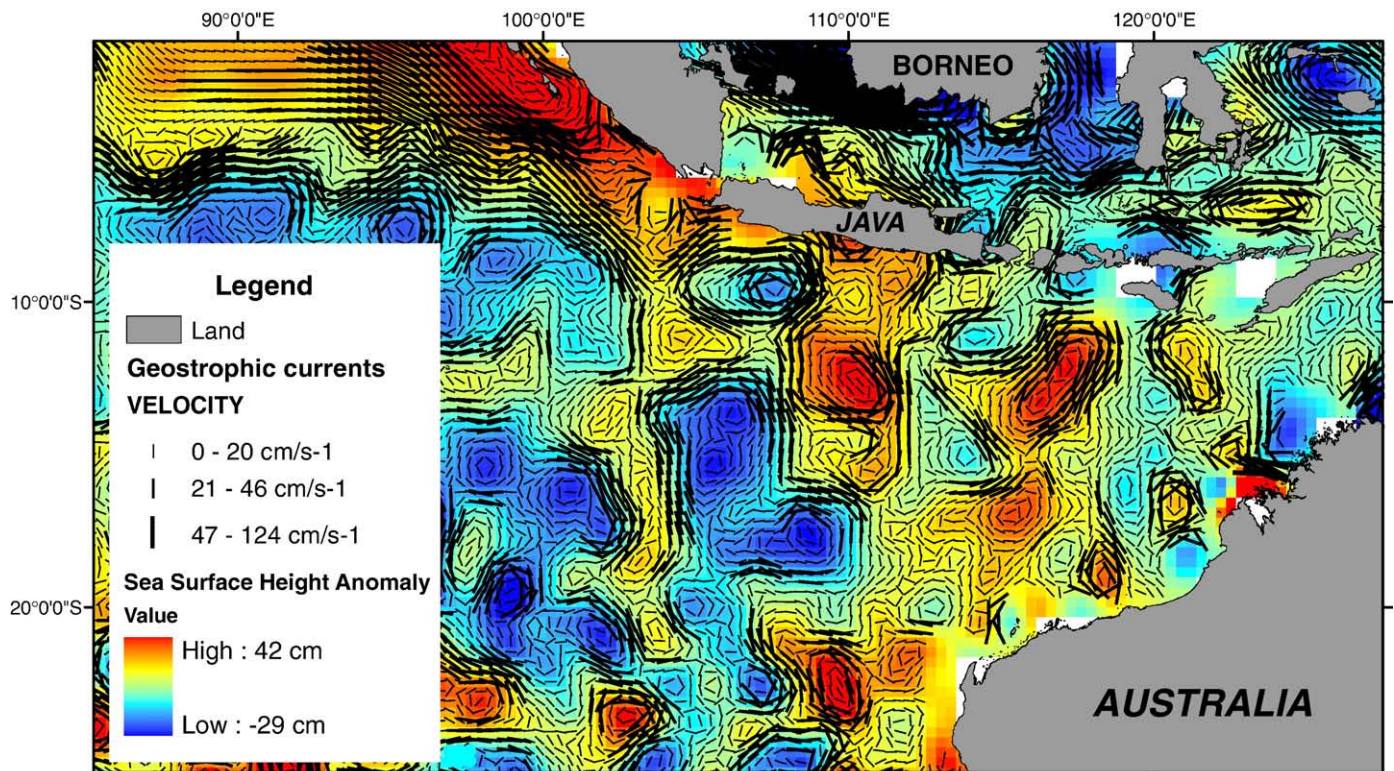 90°0'0"E
100°0'0"E
110°0'0"E
120°0'0"E
BORNEO
JAVA
10°0'0"S
20°0'0"S
Legend
Land
Geostrophic currents
VELOCITY
0 - 20 cm/s-1
21 - 46 cm/s-1
47 - 124 cm/s-1
Sea Surface Height Anomaly
Value
High : 42 cm
Low : -29 cm
AUSTRALIA